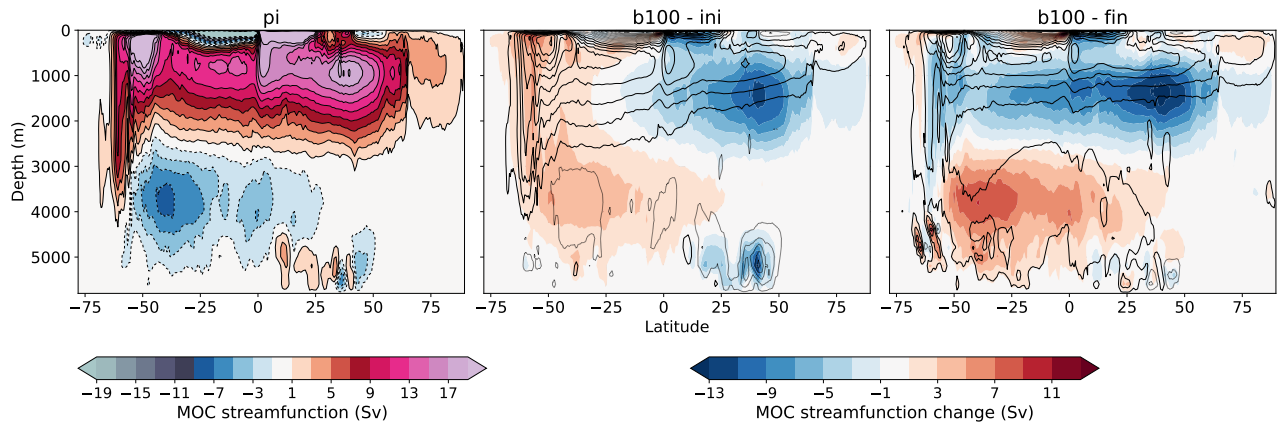 pi
b100 - ini
b100 - fin
0
1000
2000
3000
4000
5000
Depth (m)
−75 −50 −25 0 25 50 75
−75 −50 −25 0 25 50 75
−75 −50 −25 0 25 50 75
Latitude
−19 −15 −11 −7 −3 1 5 9 13 17
MOC streamfunction (Sv)
−13 −9 −5 −1 3 7 11
MOC streamfunction change (Sv)